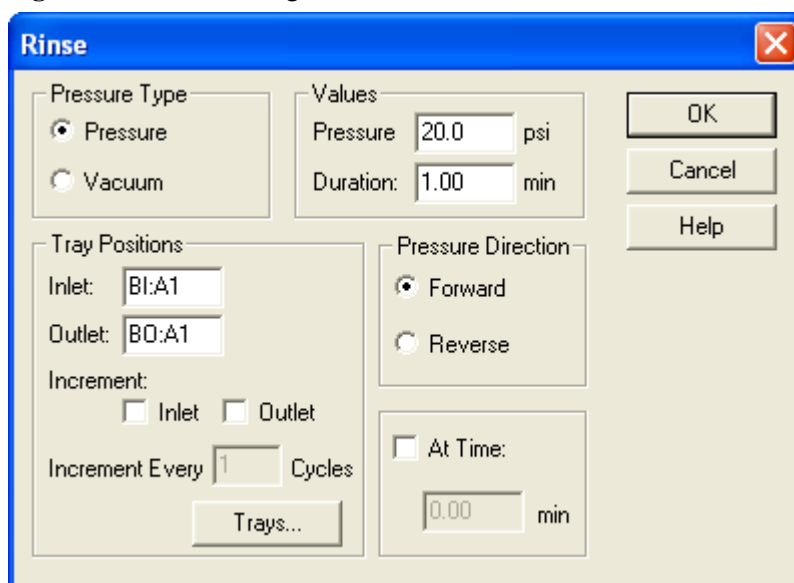 Rinse
Pressure Type
Pressure
Vacuum
Values
Pressure 20.0 psi
Duration: 1.00 min
OK
Cancel
Help
Tray Positions
Inlet: BI:A1
Outlet: BO:A1
Increment:
Inlet Outlet
Increment Every 1 Cycles
Trays...
Pressure Direction
Forward
Reverse
At Time:
0.00 min